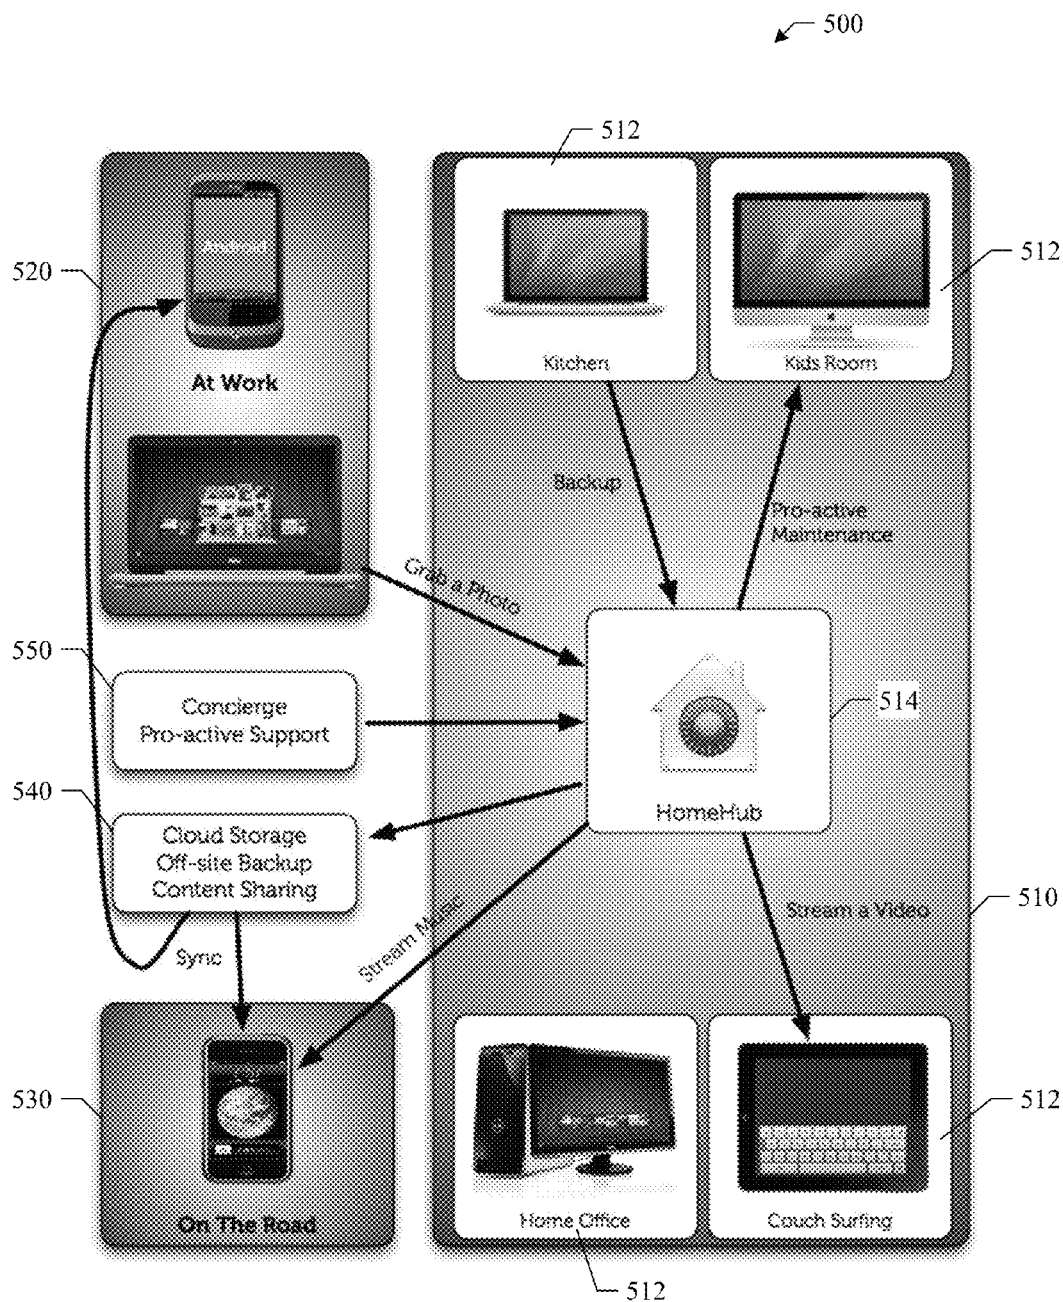 500
512
520
Android
At Work
512
Kitchen
Kids Room
Backup
Pro-active
Maintenance
Grab a Photo
550
Concierge
Pro-active Support
514
HomeHub
540
Cloud Storage
Off-site Backup
Content Sharing
Stream a Video
510
Sync
Stream Music
530
On The Road
Home Office
Couch Surfing
512
512